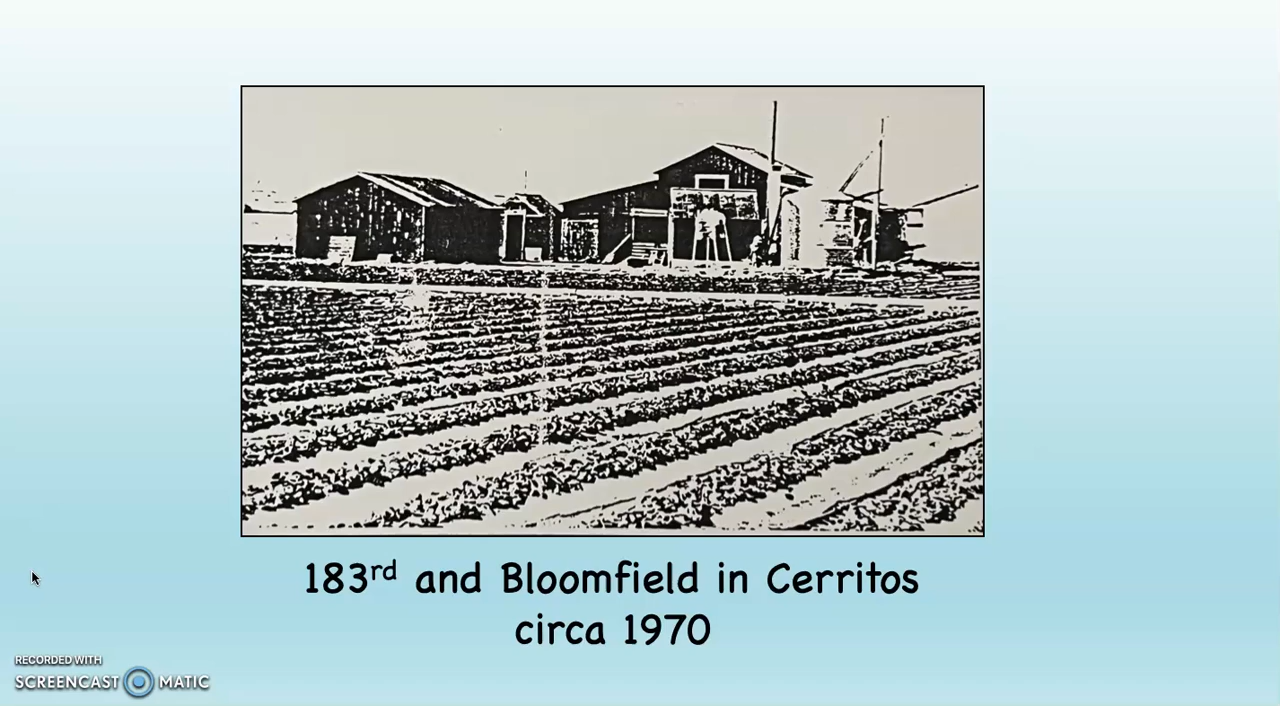 183rd and Bloomfield in Cerritos
circa 1970
RECORDED WITH
SCREENCAST MATIC